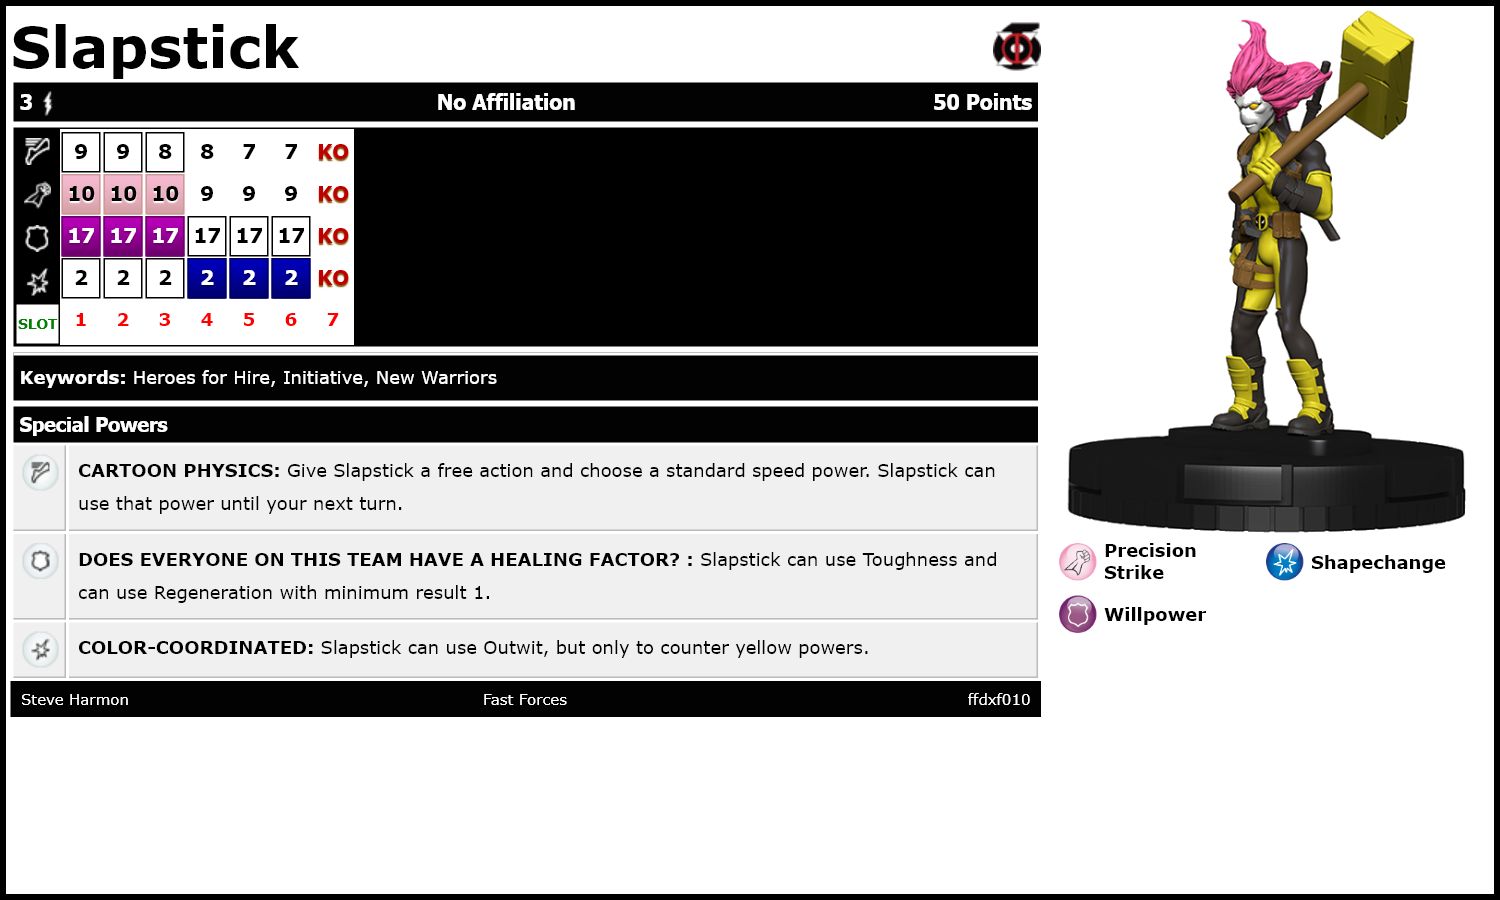 Slapstick
3 No Affiliation 50 Points
9 9 8 8 7 7 KO
10 10 10 9 9 9 KO
17 17 17 17 17 17 KO
2 2 2 2 2 2 KO
SLOT 1 2 3 4 5 6 7
Keywords: Heroes for Hire, Initiative, New Warriors
Special Powers
CARTOON PHYSICS: Give Slapstick a free action and choose a standard speed power. Slapstick can
use that power until your next turn.
DOES EVERYONE ON THIS TEAM HAVE A HEALING FACTOR? : Slapstick can use Toughness and
can use Regeneration with minimum result 1.
COLOR-COORDINATED: Slapstick can use Outwit, but only to counter yellow powers.
Steve Harmon Fast Forces ffdxf010
Precision
Strike
Shapechange
Willpower